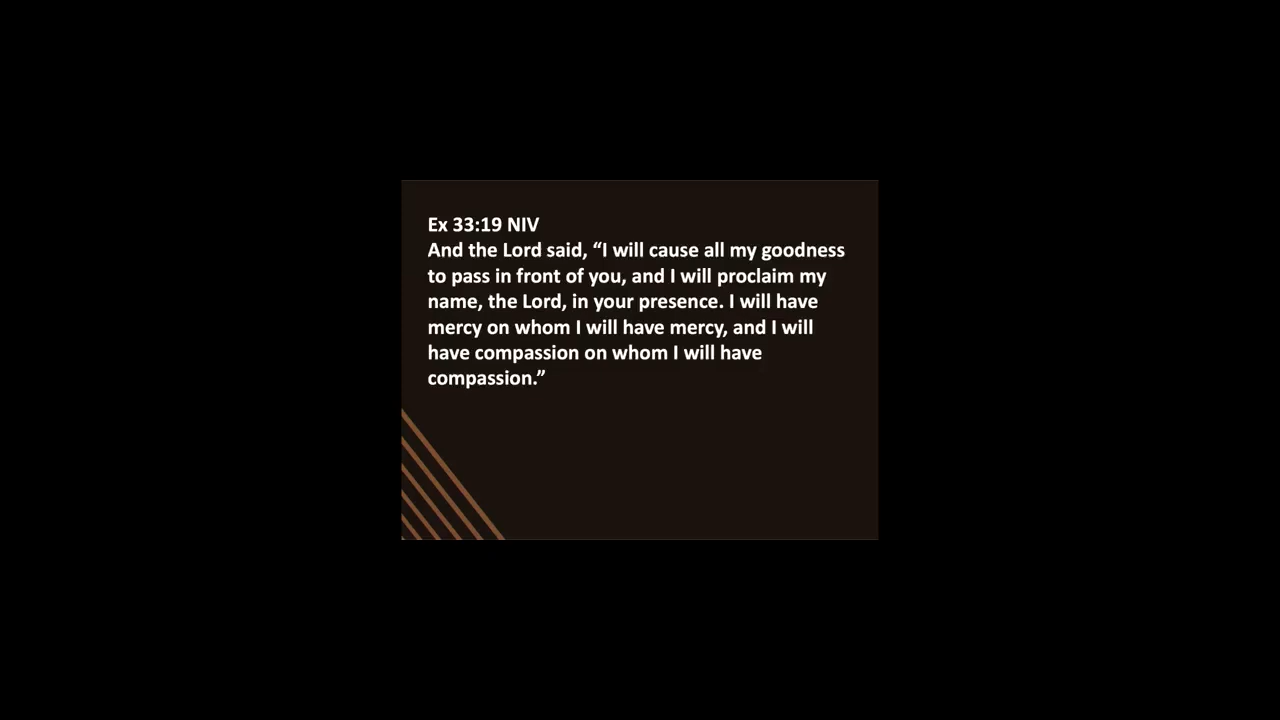 Ex 33:19 NIV
And the Lord said, “I will cause all my goodness
to pass in front of you, and I will proclaim my
name, the Lord, in your presence. I will have
mercy on whom I will have mercy, and I will
have compassion on whom I will have
compassion.”